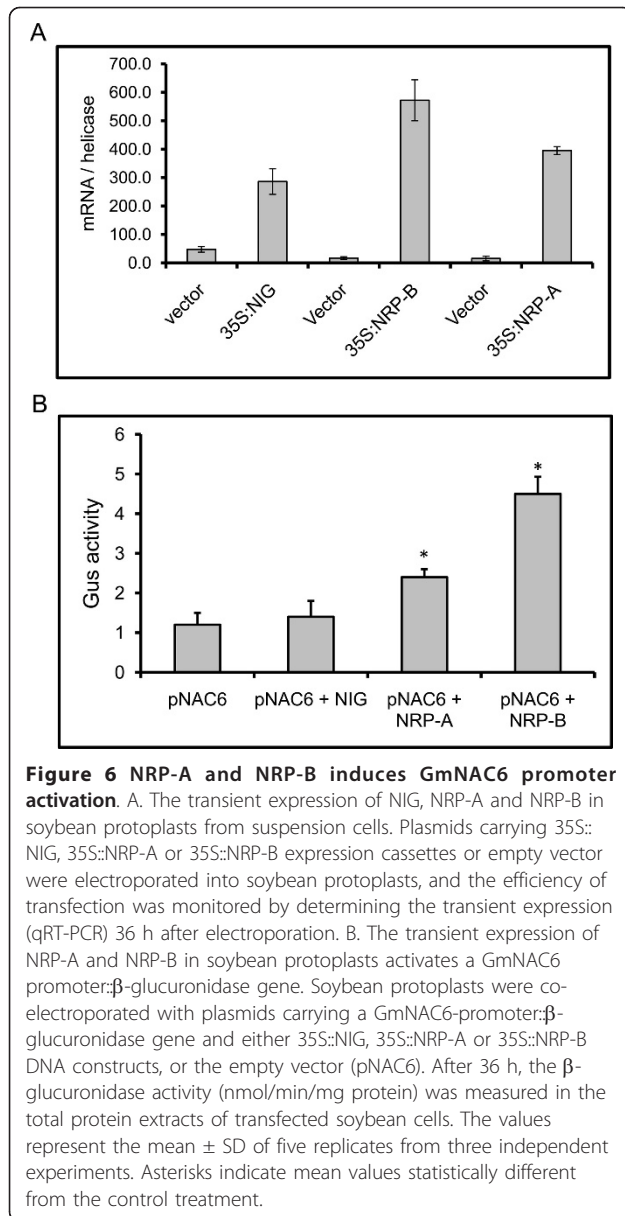 A
700.0
600.0
500.0
400.0
300.0
200.0
100.0
0.0
mRNA / helicase
vector
35S:NIG
Vector
35S:NRP-B
Vector
35S:NRP-A
B
6
5
4
3
2
1
0
Gus activity
*
*
pNAC6
pNAC6 + NIG
pNAC6 +
NRP-A
pNAC6 +
NRP-B
Figure 6 NRP-A and NRP-B induces GmNAC6 promoter
activation. A. The transient expression of NIG, NRP-A and NRP-B in
soybean protoplasts from suspension cells. Plasmids carrying 35S::
NIG, 35S::NRP-A or 35S::NRP-B expression cassettes or empty vector
were electroporated into soybean protoplasts, and the efficiency of
transfection was monitored by determining the transient expression
(qRT-PCR) 36 h after electroporation. B. The transient expression of
NRP-A and NRP-B in soybean protoplasts activates a GmNAC6
promoter::β-glucuronidase gene. Soybean protoplasts were co-
electroporated with plasmids carrying a GmNAC6-promoter::β-
glucuronidase gene and either 35S::NIG, 35S::NRP-A or 35S::NRP-B
DNA constructs, or the empty vector (pNAC6). After 36 h, the β-
glucuronidase activity (nmol/min/mg protein) was measured in the
total protein extracts of transfected soybean cells. The values
represent the mean ± SD of five replicates from three independent
experiments. Asterisks indicate mean values statistically different
from the control treatment.